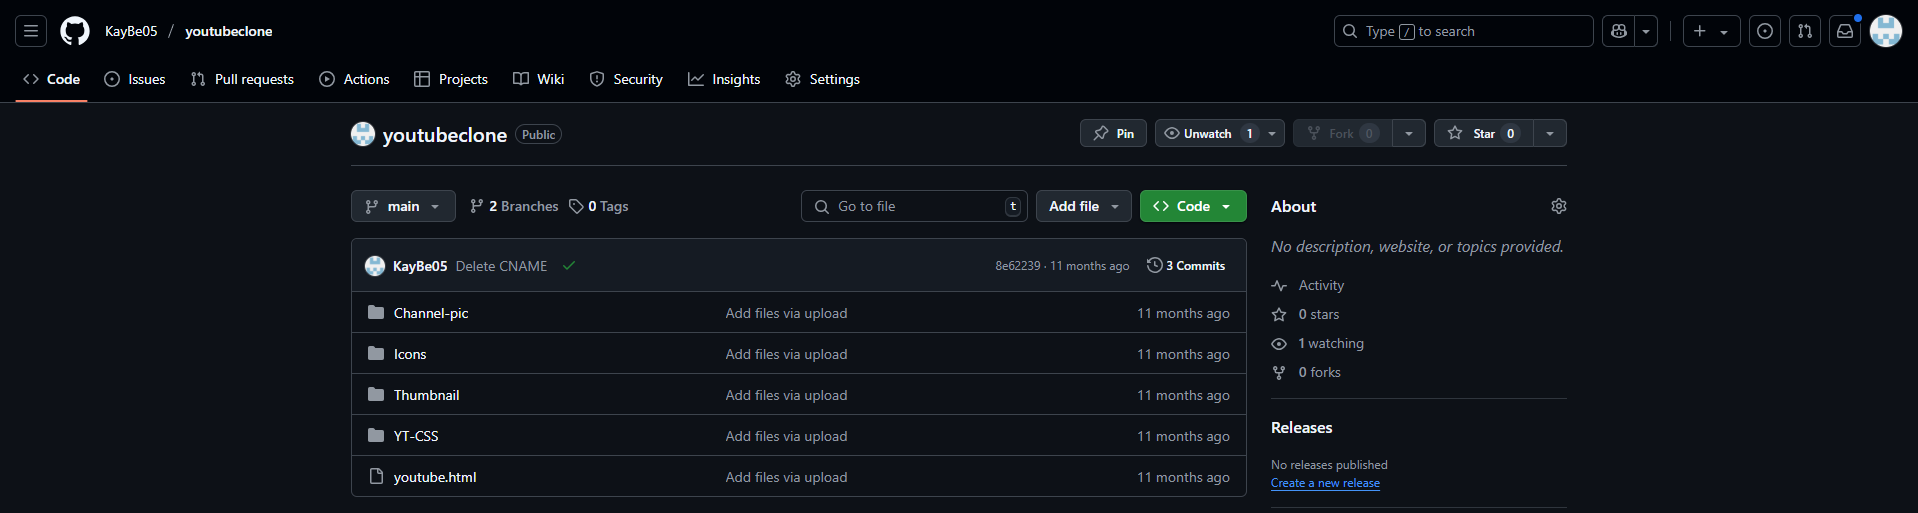 KayBe05 / youtubeclone
Type / to search
Code Issues Pull requests Actions Projects Wiki Security Insights Settings
youtubeclone Public
Pin Unwatch 1 Fork 0 Star 0
main 2 Branches 0 Tags Go to file t Add file Code
KayBe05 Delete CNAME 8e62239 · 11 months ago 3 Commits
Channel-pic Add files via upload 11 months ago
Icons Add files via upload 11 months ago
Thumbnail Add files via upload 11 months ago
YT-CSS Add files via upload 11 months ago
youtube.html Add files via upload 11 months ago
About
No description, website, or topics provided.
Activity
0 stars
1 watching
0 forks
Releases
No releases published
Create a new release